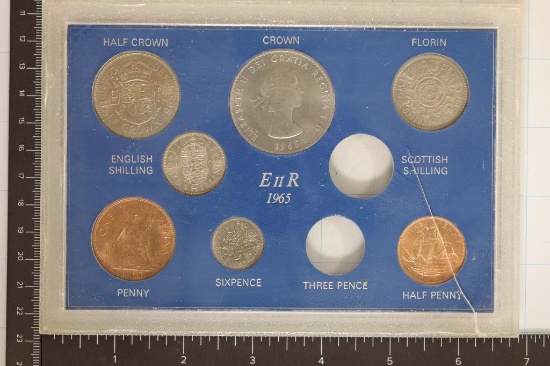 HALF CROWN
CROWN
FLORIN
ELIZABETH II DEI GRATIA REGINA F.D.
1965
ENGLISH
SHILLING
SCOTTISH
SHILLING
E II R
1965
PENNY
SIXPENCE
THREE PENCE
HALF PENNY
1 2 3 4 5 6 7